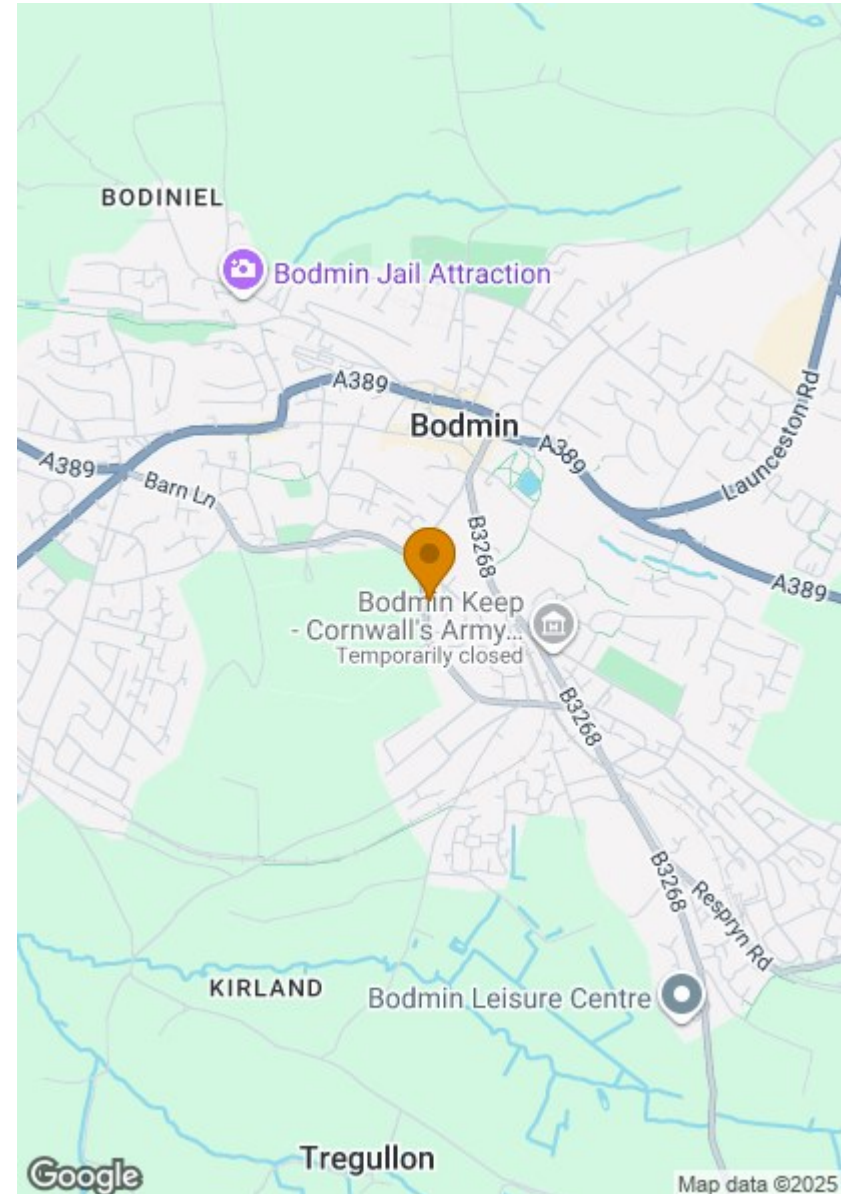 BODINIEL
Bodmin Jail Attraction
A389
Bodmin
Launceston Rd
A389
A389
Barn Ln
B3268
A389
Bodmin Keep
- Cornwall's Army...
Temporarily closed
B3268
B3268
Respryn Rd
KIRLAND
Bodmin Leisure Centre
Tregullon
Google
Map data ©2025